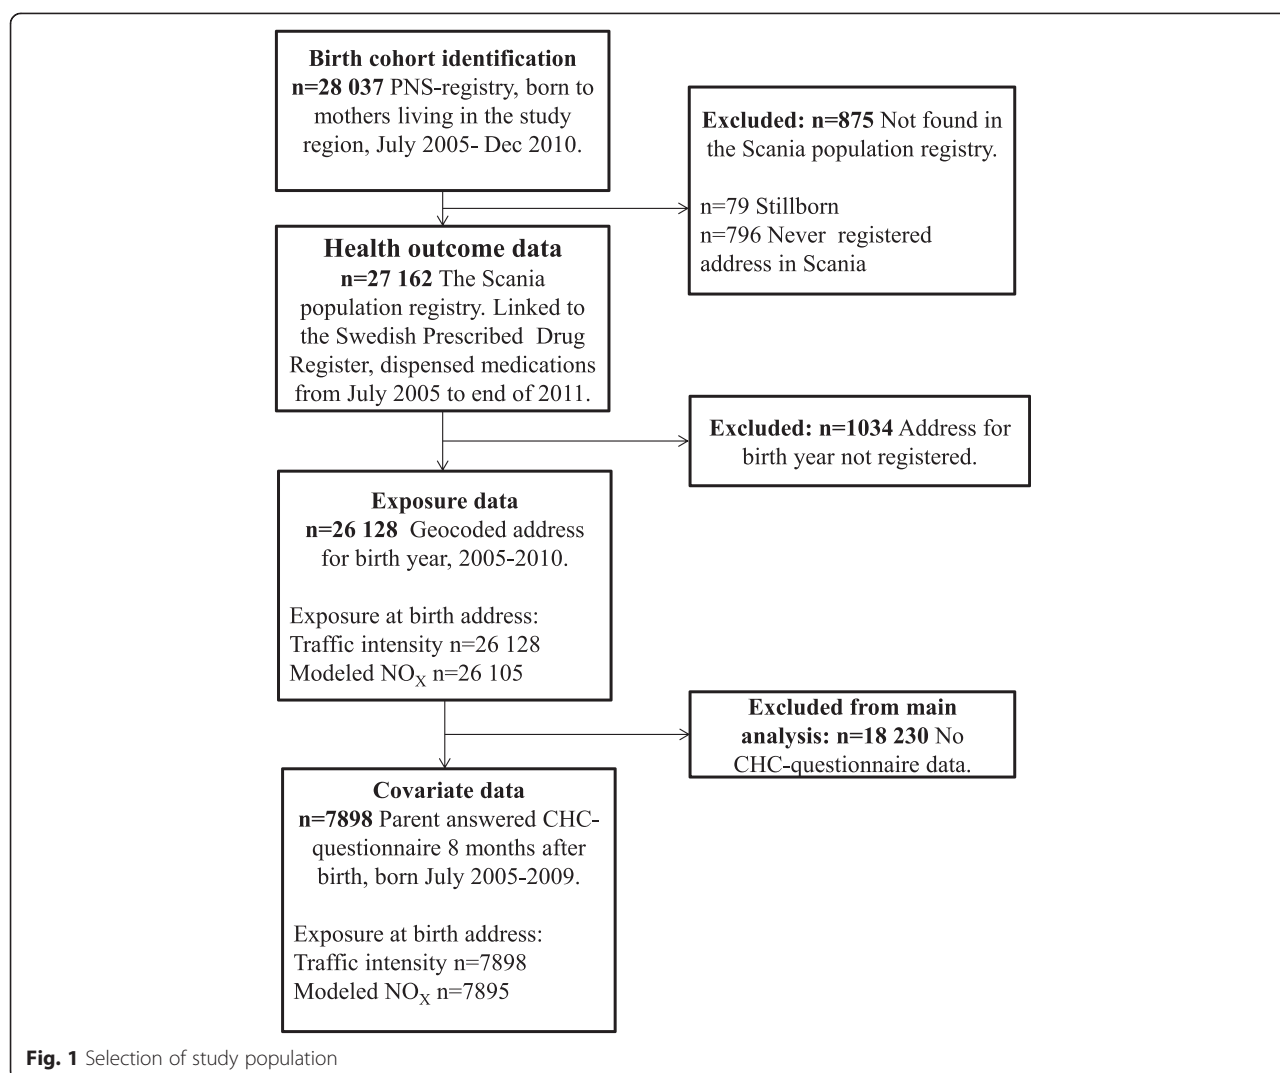 Birth cohort identification
n=28 037 PNS-registry, born to
mothers living in the study
region, July 2005- Dec 2010.
Excluded: n=875 Not found in
the Scania population registry.
n=79 Stillborn
n=796 Never registered
address in Scania
Health outcome data
n=27 162 The Scania
population registry. Linked to
the Swedish Prescribed Drug
Register, dispensed medications
from July 2005 to end of 2011.
Excluded: n=1034 Address for
birth year not registered.
Exposure data
n=26 128 Geocoded address
for birth year, 2005-2010.
Exposure at birth address:
Traffic intensity n=26 128
Modeled NOX n=26 105
Excluded from main
analysis: n=18 230 No
CHC-questionnaire data.
Covariate data
n=7898 Parent answered CHC-
questionnaire 8 months after
birth, born July 2005-2009.
Exposure at birth address:
Traffic intensity n=7898
Modeled NOX n=7895
Fig. 1 Selection of study population